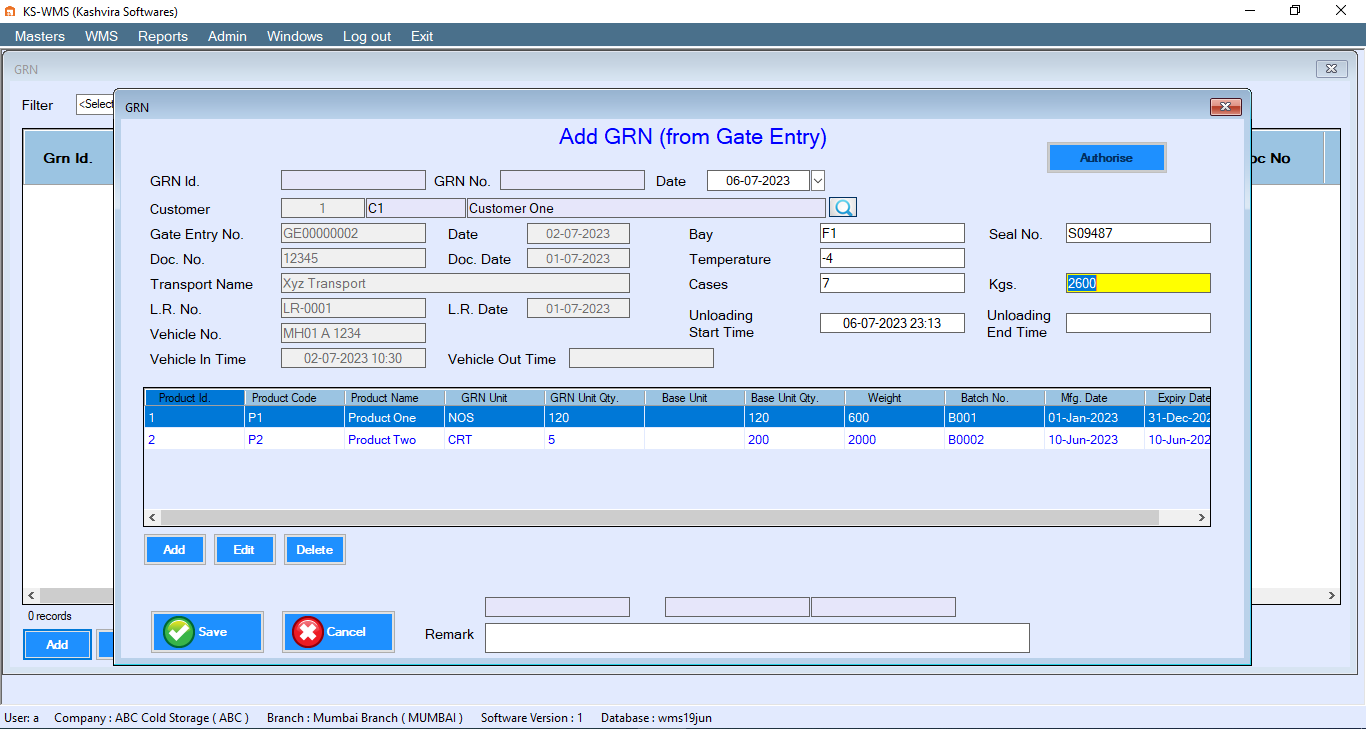 KS-WMS (Kashvira Softwares)
Masters WMS Reports Admin Windows Log out Exit
GRN
Filter <Select
GRN
Add GRN (from Gate Entry)
Authorise
Grn Id. oc No
GRN Id. GRN No. Date 06-07-2023
Customer 1 C1 Customer One
Gate Entry No. GE00000002 Date 02-07-2023 Bay F1 Seal No. S09487
Doc. No. 12345 Doc. Date 01-07-2023 Temperature -4
Transport Name Xyz Transport Cases 7 Kgs. 2600
L.R. No. LR-0001 L.R. Date 01-07-2023 Unloading Start Time 06-07-2023 23:13 Unloading End Time
Vehicle No. MH01 A 1234
Vehicle In Time 02-07-2023 10:30 Vehicle Out Time
Product Id. Product Code Product Name GRN Unit GRN Unit Qty. Base Unit Base Unit Qty. Weight Batch No. Mfg. Date Expiry Date
1 P1 Product One NOS 120 120 600 B001 01-Jan-2023 31-Dec-202
2 P2 Product Two CRT 5 200 2000 B0002 10-Jun-2023 10-Jun-202
Add Edit Delete
0 records
Save Cancel Remark
Add
User: a Company : ABC Cold Storage ( ABC ) Branch : Mumbai Branch ( MUMBAI ) Software Version : 1 Database : wms19jun